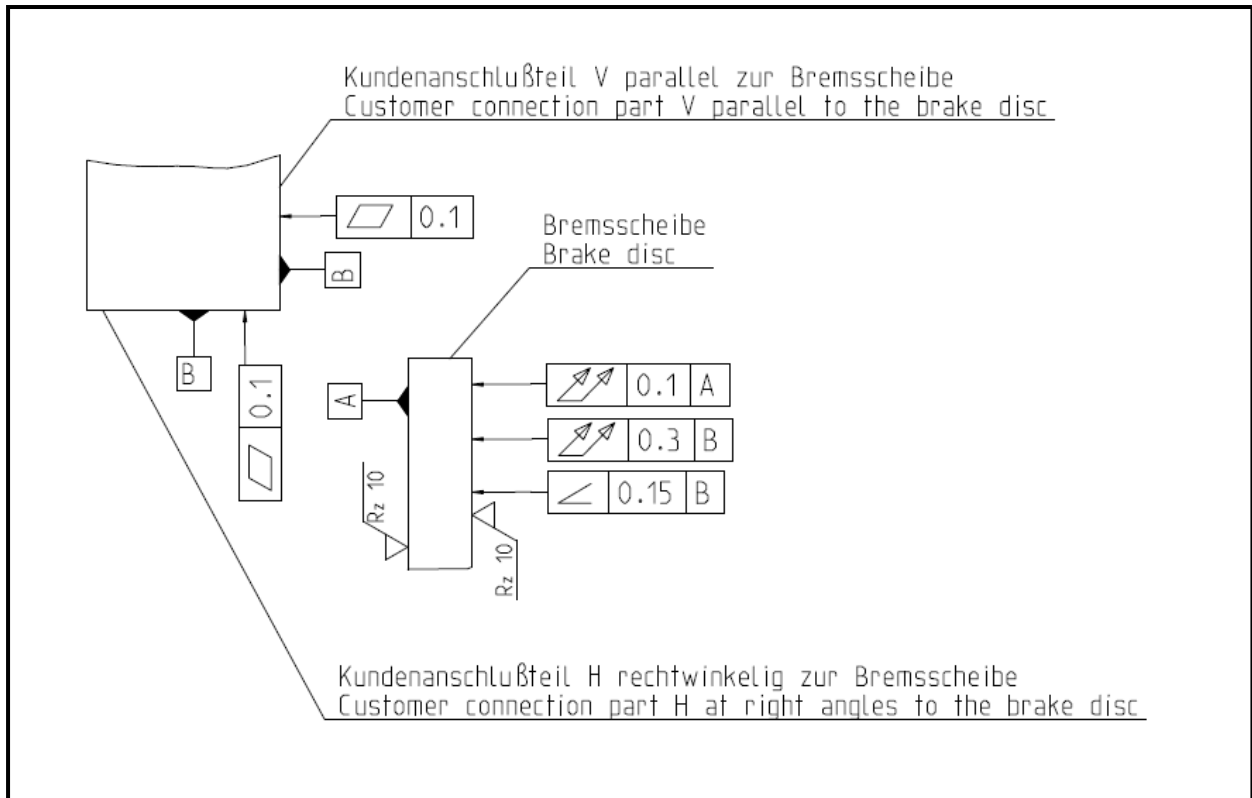 Kundenanschlußteil V parallel zur Bremsscheibe
Customer connection part V parallel to the brake disc
0.1
B
Bremsscheibe
Brake disc
B
0.1
A
0.1 A
0.3 B
0.15 B
Rz 10
Rz 10
Kundenanschlußteil H rechtwinkelig zur Bremsscheibe
Customer connection part H at right angles to the brake disc